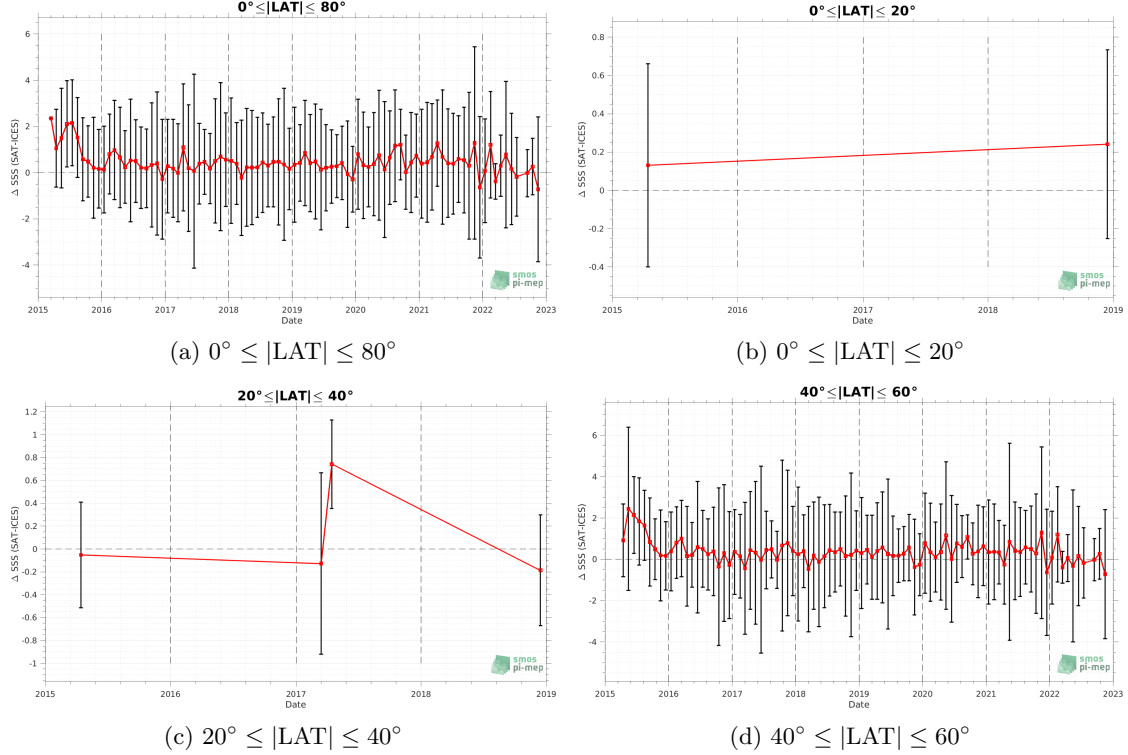 0°≤|LAT|≤ 80°
Δ SSS (SAT-ICES)
6
4
2
0
-2
-4
2015 2016 2017 2018 2019 2020 2021 2022 2023
Date
smos
pi-mep
(a) 0° ≤ |LAT| ≤ 80°
0°≤|LAT|≤ 20°
Δ SSS (SAT-ICES)
0.8
0.6
0.4
0.2
0
-0.2
-0.4
2015 2016 2017 2018 2019
Date
smos
pi-mep
(b) 0° ≤ |LAT| ≤ 20°
20°≤|LAT|≤ 40°
Δ SSS (SAT-ICES)
1.2
1
0.8
0.6
0.4
0.2
0
-0.2
-0.4
-0.6
-0.8
-1
2015 2016 2017 2018 2019
Date
smos
pi-mep
(c) 20° ≤ |LAT| ≤ 40°
40°≤|LAT|≤ 60°
Δ SSS (SAT-ICES)
6
4
2
0
-2
-4
2015 2016 2017 2018 2019 2020 2021 2022 2023
Date
smos
pi-mep
(d) 40° ≤ |LAT| ≤ 60°